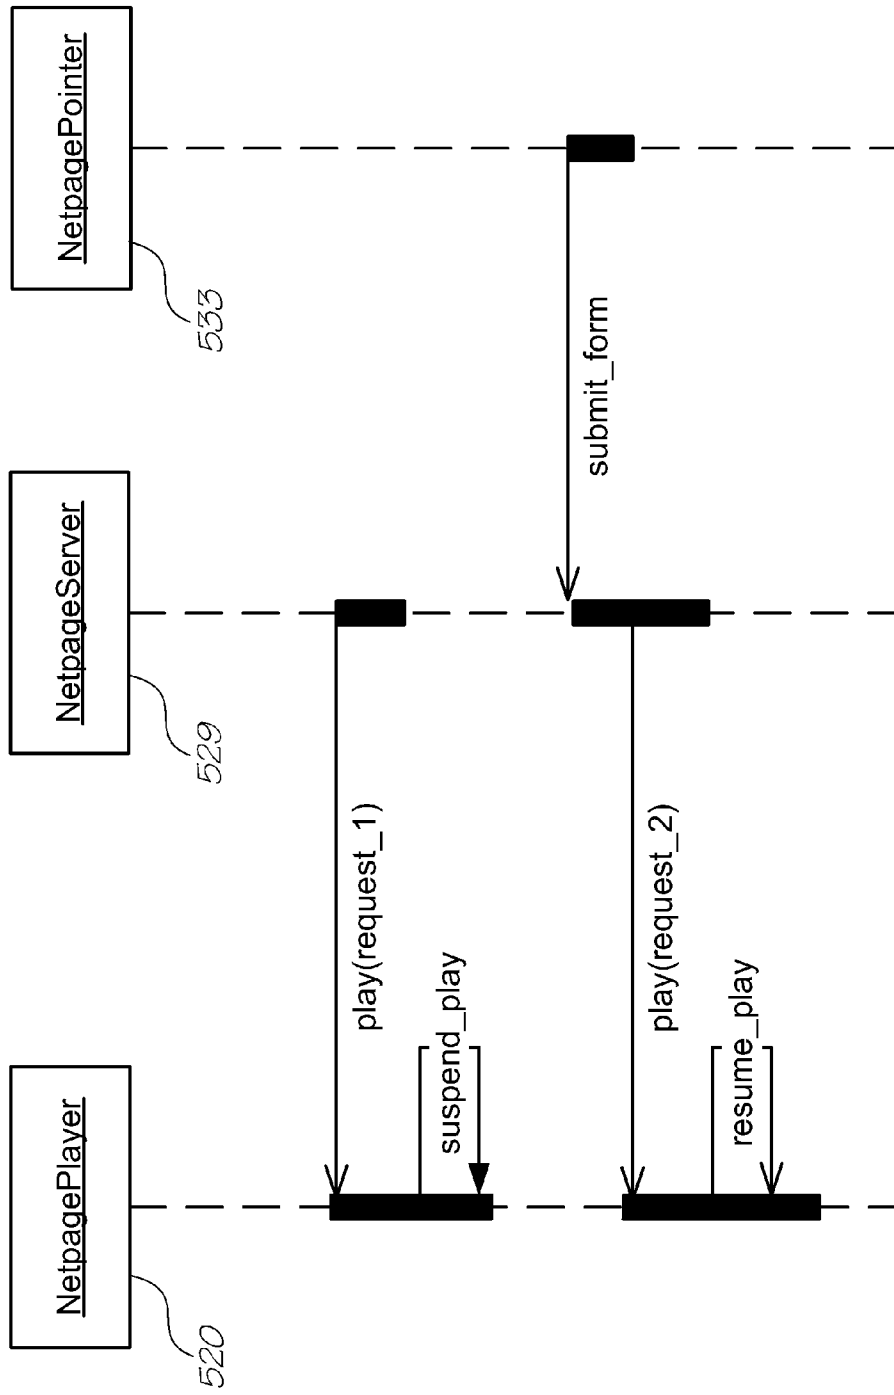 NetpagePlayer
NetpageServer
NetpagePointer
520
529
533
play(request_1)
suspend_play
submit_form
play(request_2)
resume_play